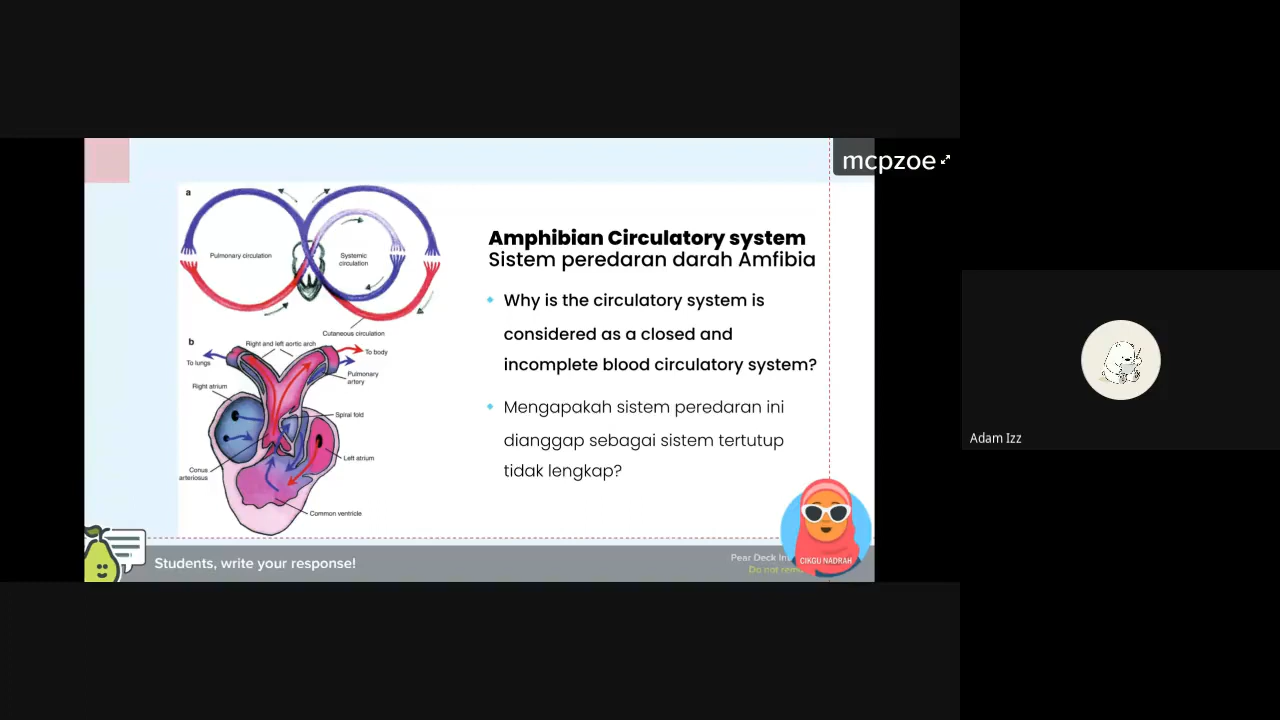 mcpzoe
a
Pulmonary circulation
Systemic
circulation
Cutaneous circulation
b
Right and left aortic arch
To lungs
To body
Pulmonary
artery
Right atrium
Spiral fold
Left atrium
Conus
arteriosus
Common ventricle
Amphibian Circulatory system
Sistem peredaran darah Amfibia
Why is the circulatory system is
considered as a closed and
incomplete blood circulatory system?
Mengapakah sistem peredaran ini
dianggap sebagai sistem tertutup
tidak lengkap?
Students, write your response!
Pear Deck
Do not
CIKGU NADRAH
Adam Izz